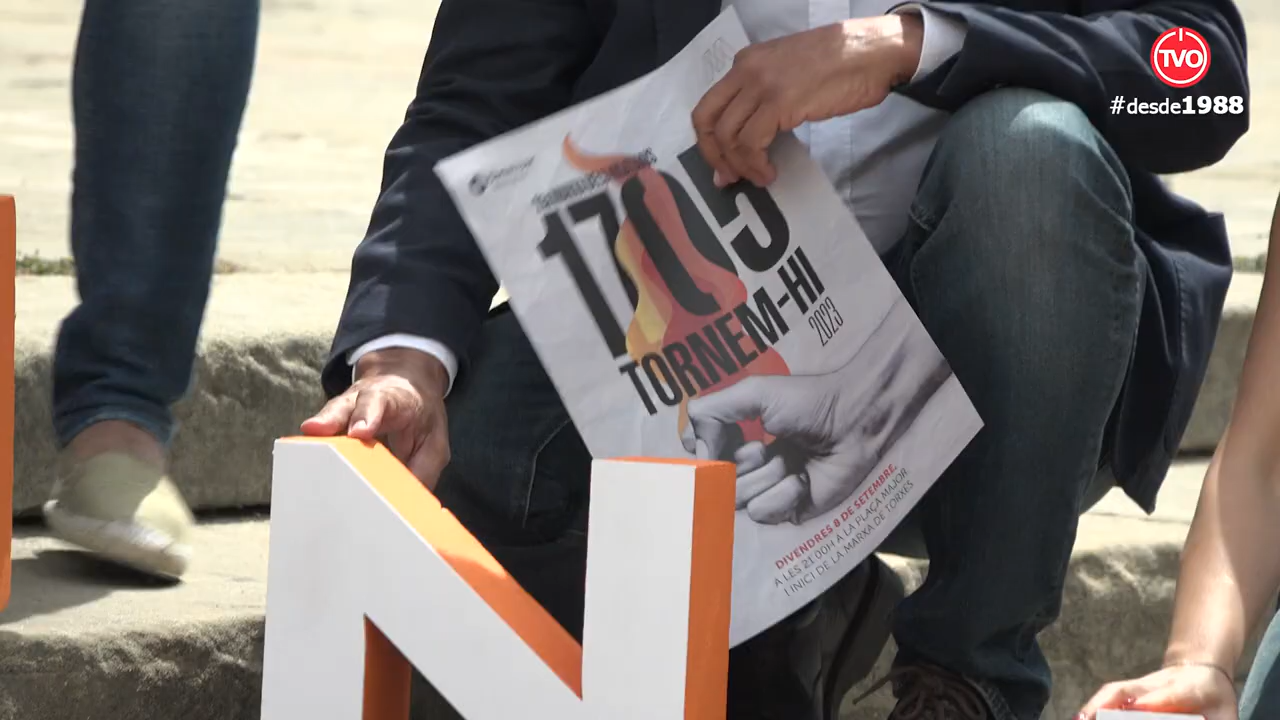 TVO
#desde1988
1705
TORNEM-HI
2023
DIVENDRES 8 DE SETEMBRE,
A LES 21:00H A LA PLAÇA MAJOR
I INICI DE LA MARXA DE TORXES
N